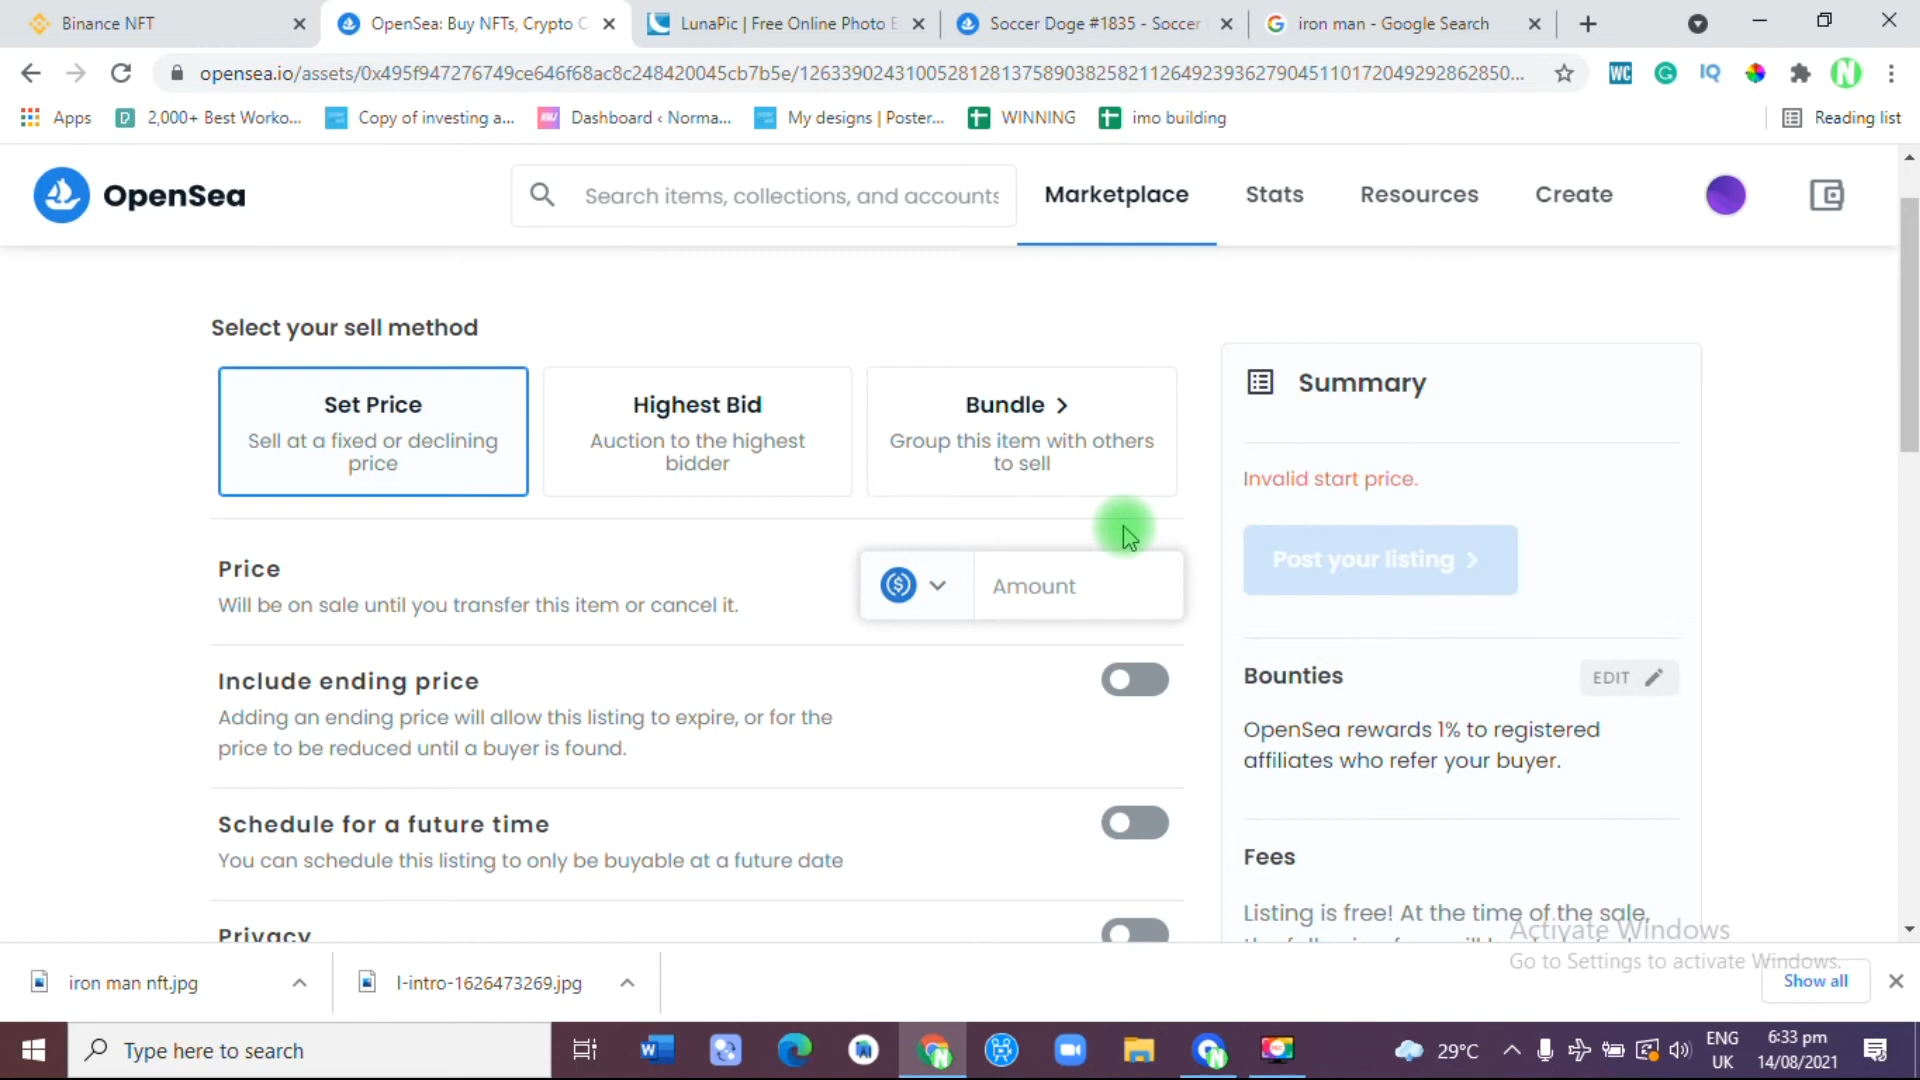 Binance NFT
OpenSea: Buy NFTs, Crypto C
LunaPic | Free Online Photo E
Soccer Doge #1835 - Soccer
iron man - Google Search
opensea.io/assets/0x495f947276749ce646f68ac8c248420045cb7b5e/
Apps
2,000+ Best Worko...
Copy of investing a...
Dashboard ‹ Norma...
My designs | Poster...
WINNING
imo building
Reading list
OpenSea
Search items, collections, and accounts
Marketplace
Stats
Resources
Create
Select your sell method
Set Price
Sell at a fixed or declining
price
Highest Bid
Auction to the highest
bidder
Bundle >
Group this item with others
to sell
Summary
Invalid start price.
Post your listing >
Price
Will be on sale until you transfer this item or cancel it.
Amount
Include ending price
Adding an ending price will allow this listing to expire, or for the
price to be reduced until a buyer is found.
Bounties
EDIT
OpenSea rewards 1% to registered
affiliates who refer your buyer.
Schedule for a future time
You can schedule this listing to only be buyable at a future date
Fees
Listing is free! At the time of the sale,
Privacy
Activate Windows
Go to Settings to activate Windows.
iron man nft.jpg
l-intro-1626473269.jpg
Show all
Type here to search
29°C
ENG
UK
6:33 pm
14/08/2021